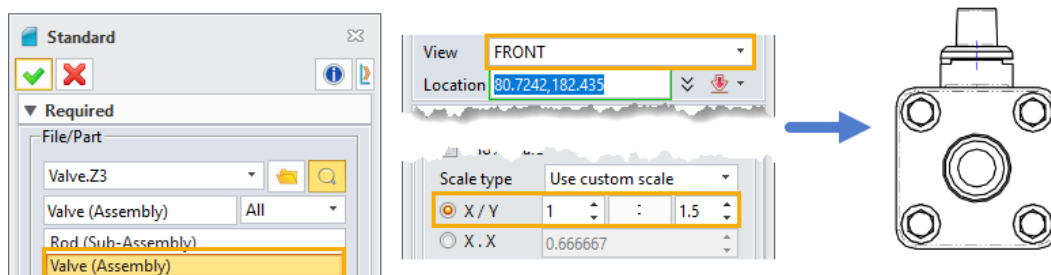 Standard
Required
File/Part
Valve.Z3
Valve (Assembly) All
Rod (Sub-Assembly)
Valve (Assembly)
View FRONT
Location 80.7242,182.435
Scale type Use custom scale
X / Y 1 : 1.5
X . X 0.666667